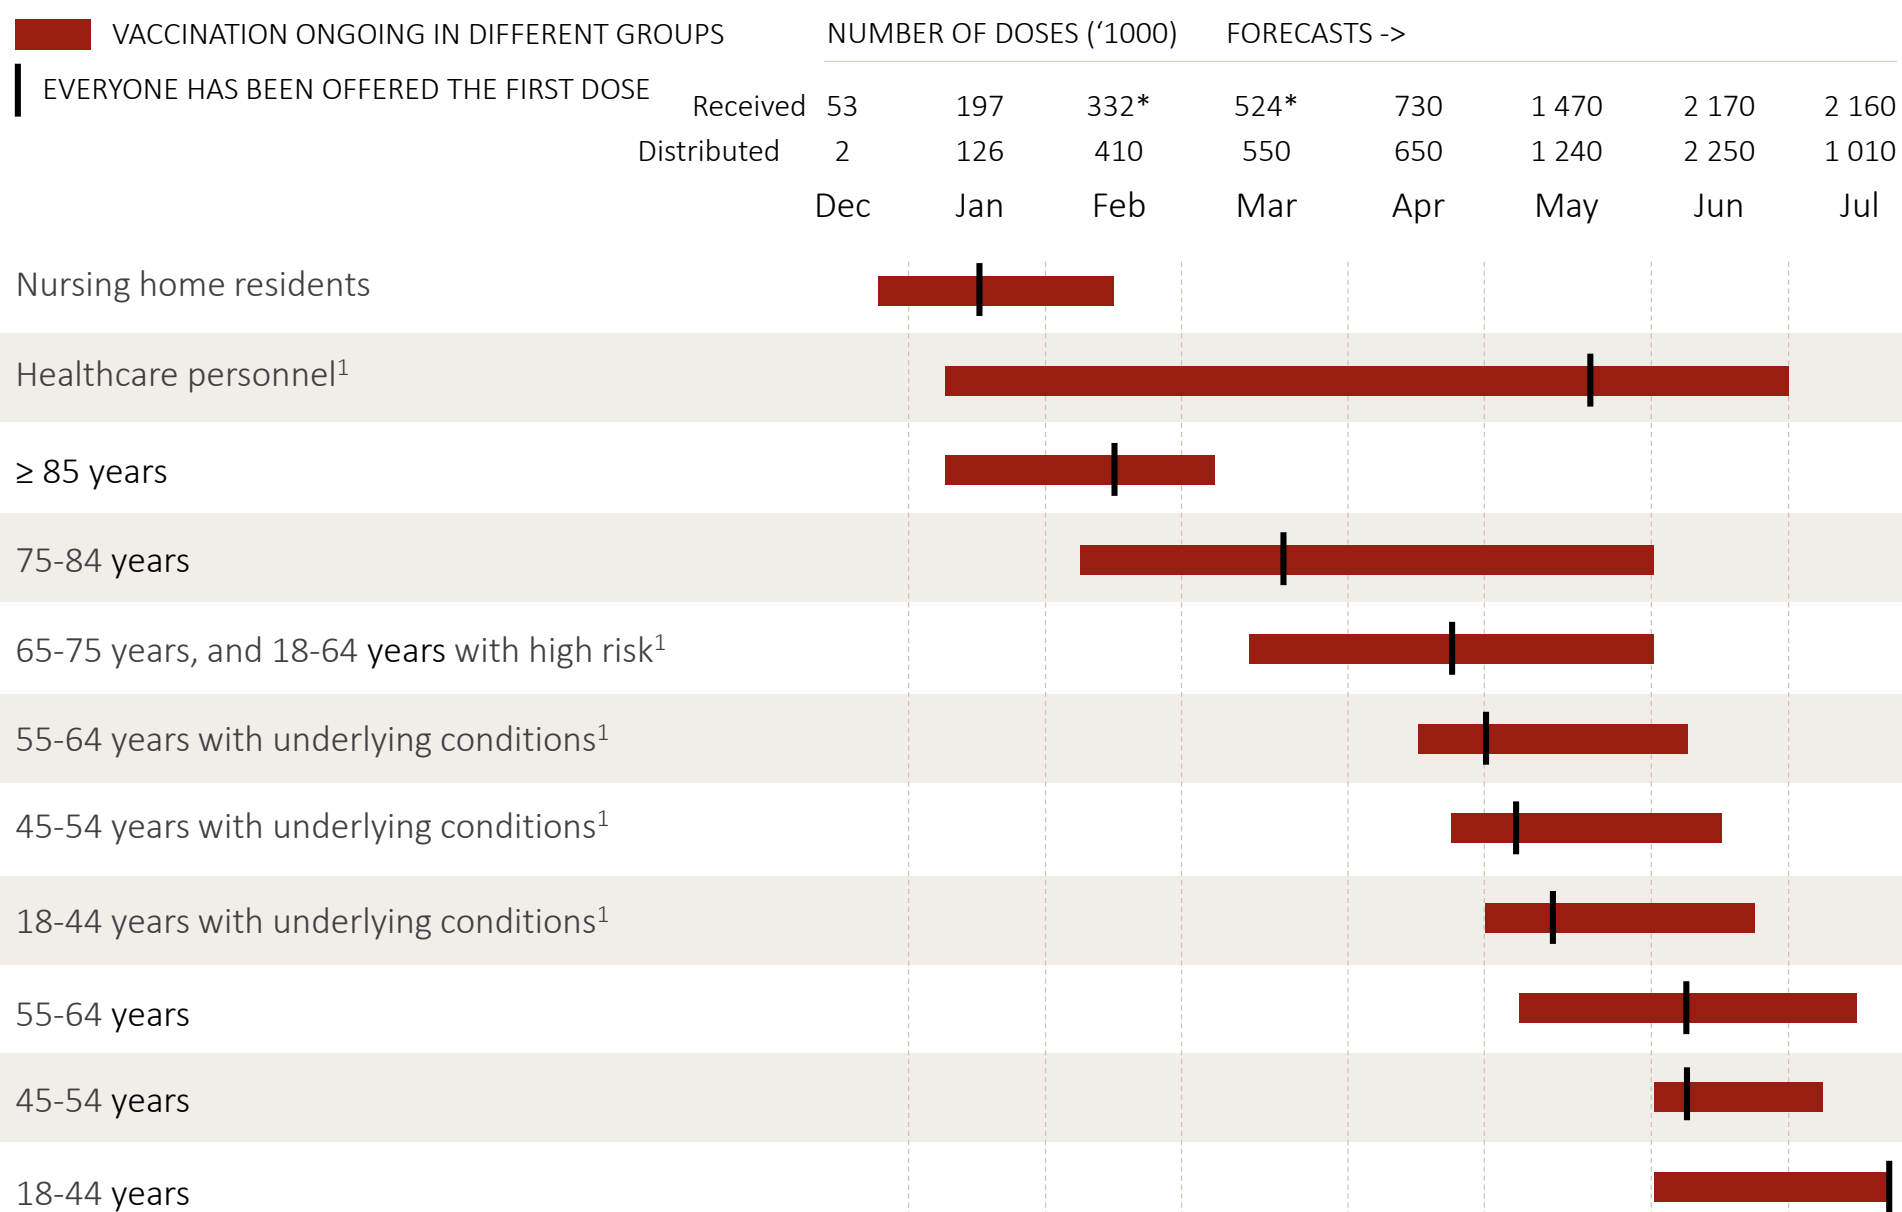 VACCINATION ONGOING IN DIFFERENT GROUPS
EVERYONE HAS BEEN OFFERED THE FIRST DOSE
NUMBER OF DOSES (‘1000) FORECASTS ->
Received 53 197 332* 524* 730 1 470 2 170 2 160
Distributed 2 126 410 550 650 1 240 2 250 1 010
Dec Jan Feb Mar Apr May Jun Jul
Nursing home residents
Healthcare personnel¹
≥ 85 years
75-84 years
65-75 years, and 18-64 years with high risk¹
55-64 years with underlying conditions¹
45-54 years with underlying conditions¹
18-44 years with underlying conditions¹
55-64 years
45-54 years
18-44 years